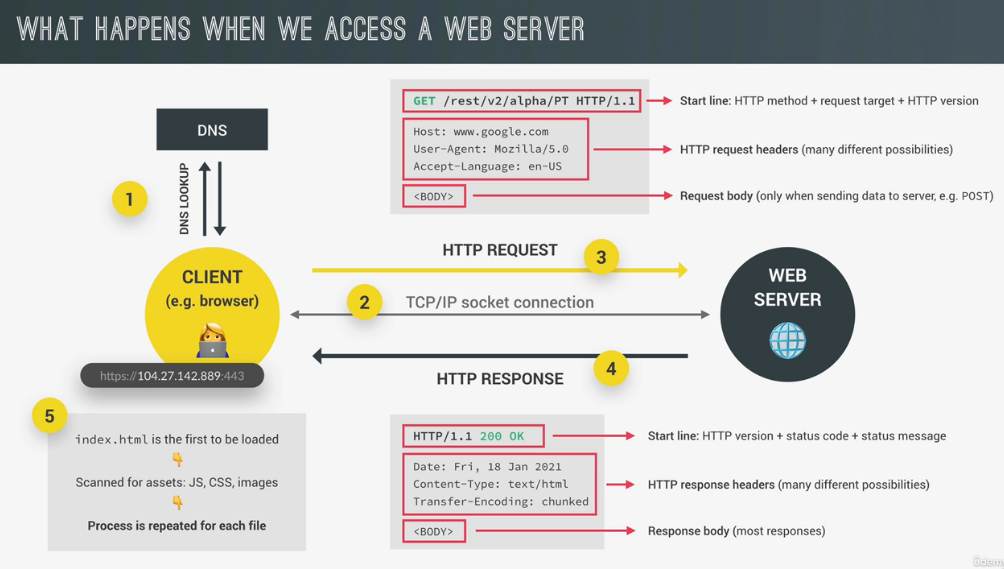 WHAT HAPPENS WHEN WE ACCESS A WEB SERVER
GET /rest/v2/alpha/PT HTTP/1.1
Start line: HTTP method + request target + HTTP version
Host: www.google.com
User-Agent: Mozilla/5.0
Accept-Language: en-US
HTTP request headers (many different possibilities)
<BODY>
Request body (only when sending data to server, e.g. POST)
DNS
1
DNS LOOKUP
CLIENT
(e.g. browser)
https://104.27.142.889:443
HTTP REQUEST
3
2
TCP/IP socket connection
4
HTTP RESPONSE
WEB
SERVER
5
index.html is the first to be loaded
Scanned for assets: JS, CSS, images
Process is repeated for each file
HTTP/1.1 200 OK
Start line: HTTP version + status code + status message
Date: Fri, 18 Jan 2021
Content-Type: text/html
Transfer-Encoding: chunked
HTTP response headers (many different possibilities)
<BODY>
Response body (most responses)
ûdemy